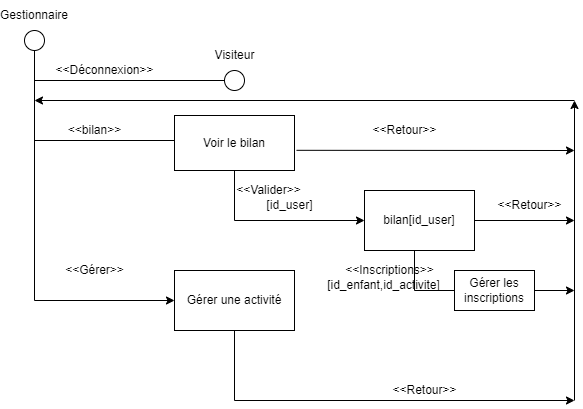 Gestionnaire
Visiteur
<<Déconnexion>>
<<bilan>>
Voir le bilan
<<Retour>>
<<Valider>>
[id_user]
bilan[id_user]
<<Retour>>
<<Gérer>>
<<Inscriptions>>
[id_enfant,id_activite]
Gérer les
inscriptions
Gérer une activité
<<Retour>>